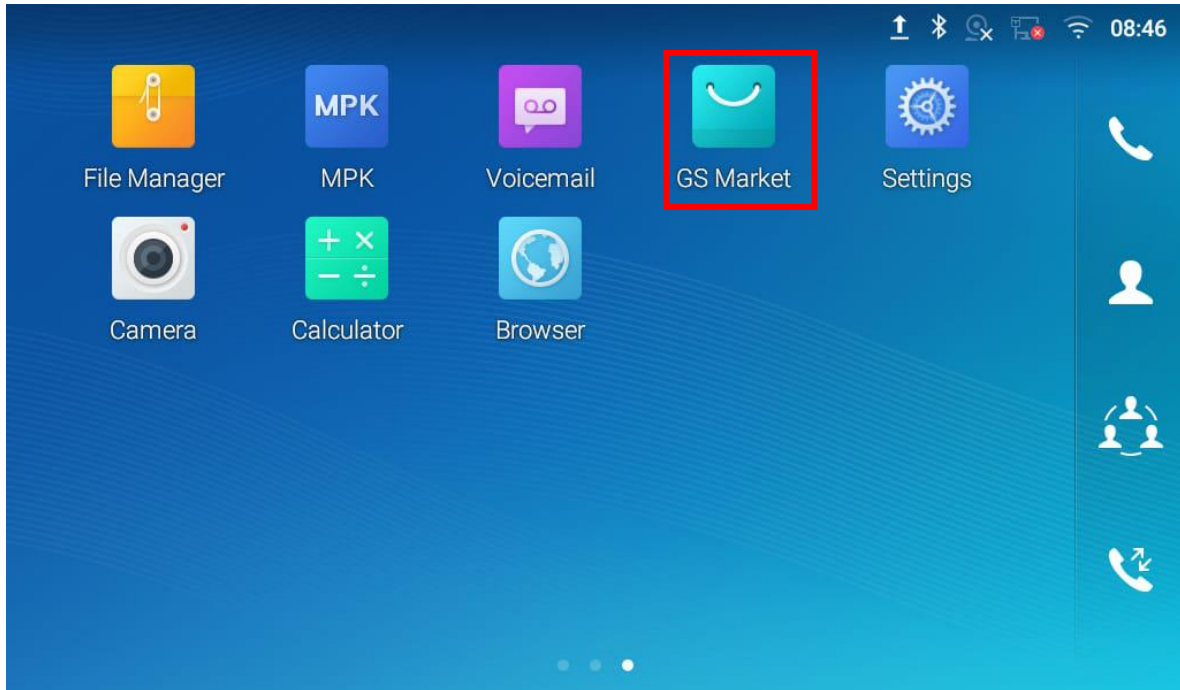 08:46
MPK
File Manager
MPK
Voicemail
GS Market
Settings
Camera
Calculator
Browser